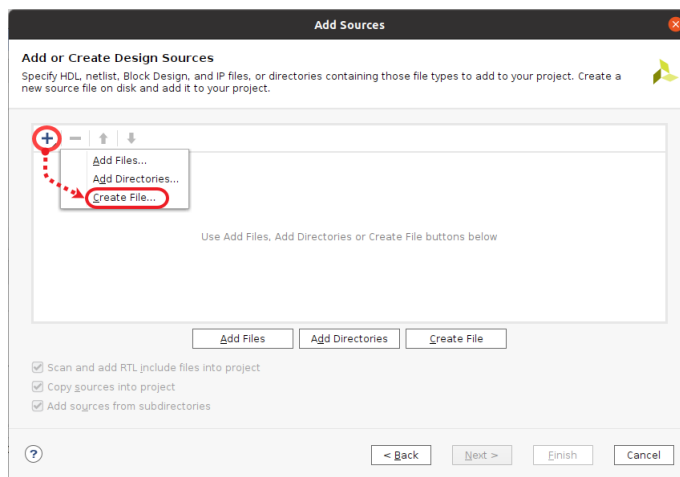 Add Sources
Add or Create Design Sources
Specify HDL, netlist, Block Design, and IP files, or directories containing those file types to add to your project. Create a
new source file on disk and add it to your project.
Add Files...
Add Directories...
Create File...
Use Add Files, Add Directories or Create File buttons below
Add Files
Add Directories
Create File
Scan and add RTL include files into project
Copy sources into project
Add sources from subdirectories
?
< Back
Next >
Finish
Cancel